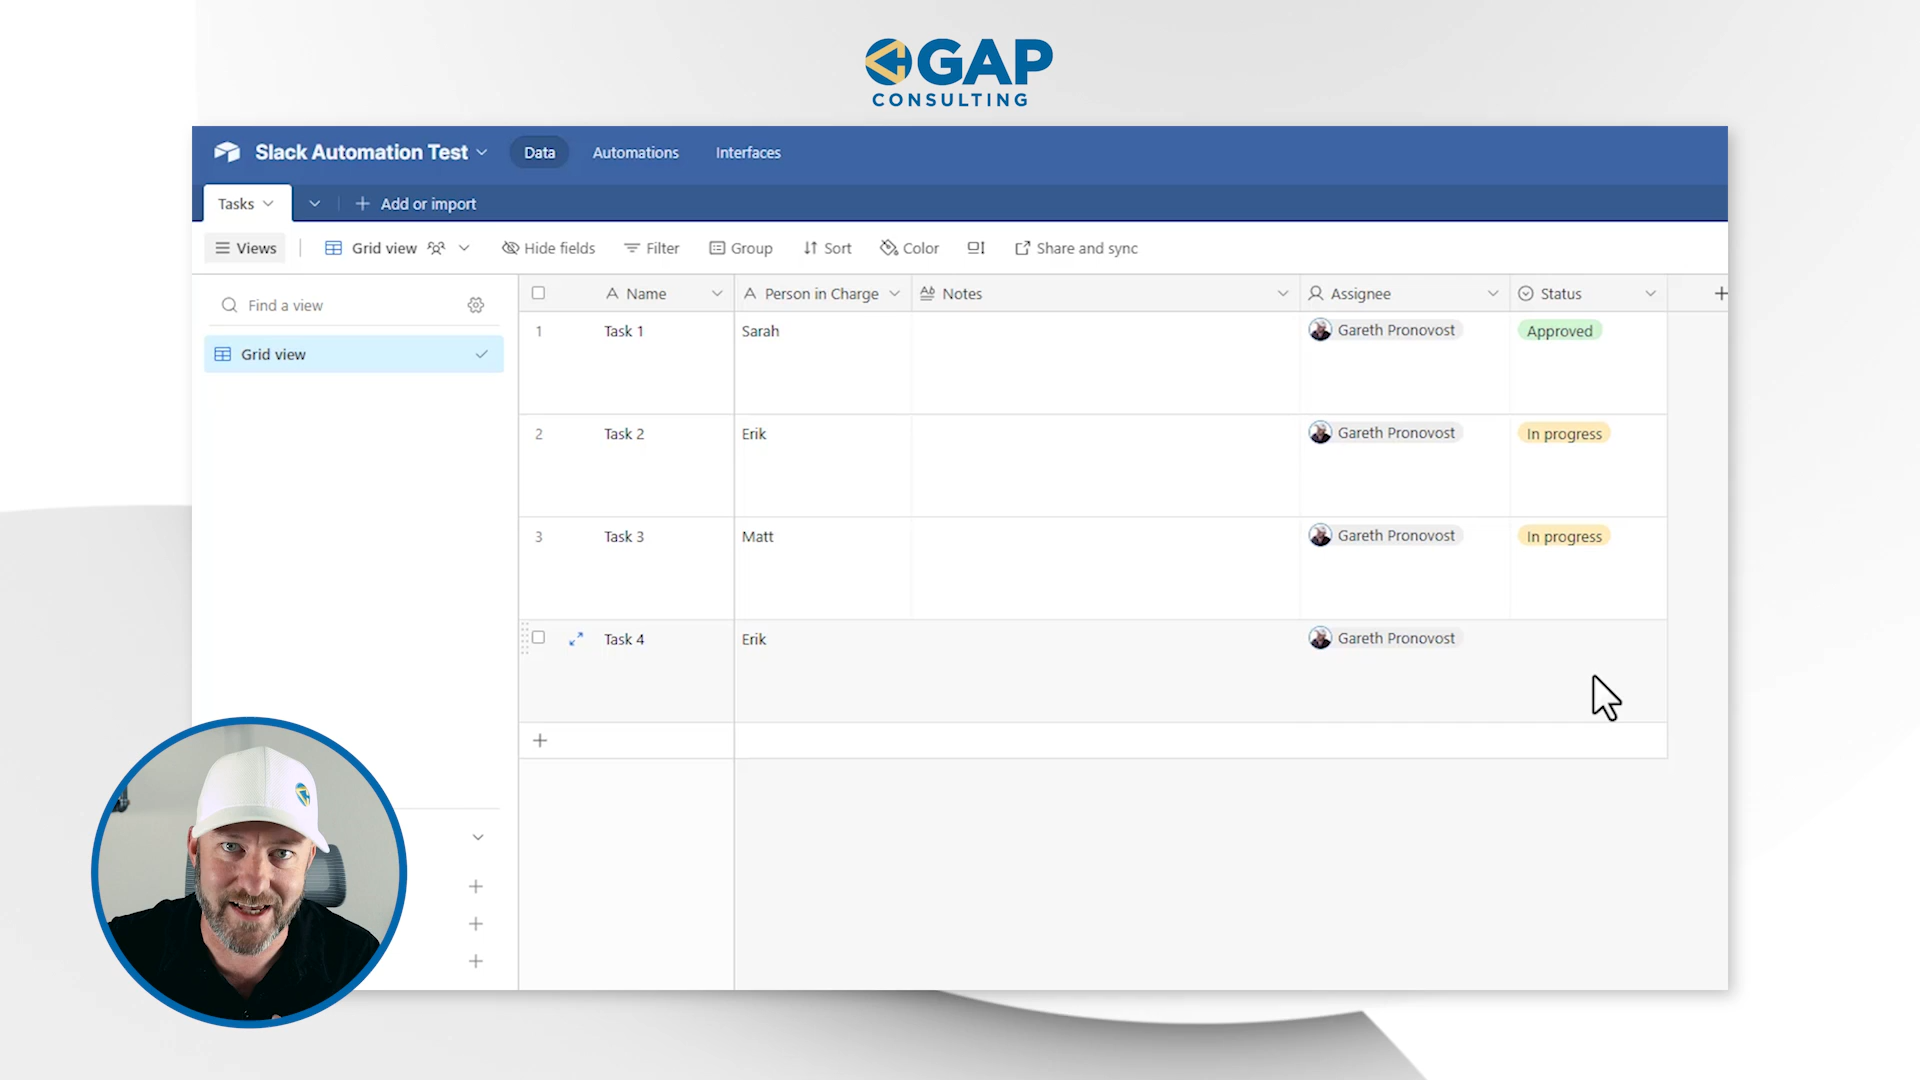 GAP
CONSULTING
Slack Automation Test
Data
Automations
Interfaces
Tasks
Add or import
Views
Grid view
Hide fields
Filter
Group
Sort
Color
Share and sync
Find a view
Grid view
Name
Person in Charge
Notes
Assignee
Status
1
Task 1
Sarah
Gareth Pronovost
Approved
2
Task 2
Erik
Gareth Pronovost
In progress
3
Task 3
Matt
Gareth Pronovost
In progress
Task 4
Erik
Gareth Pronovost